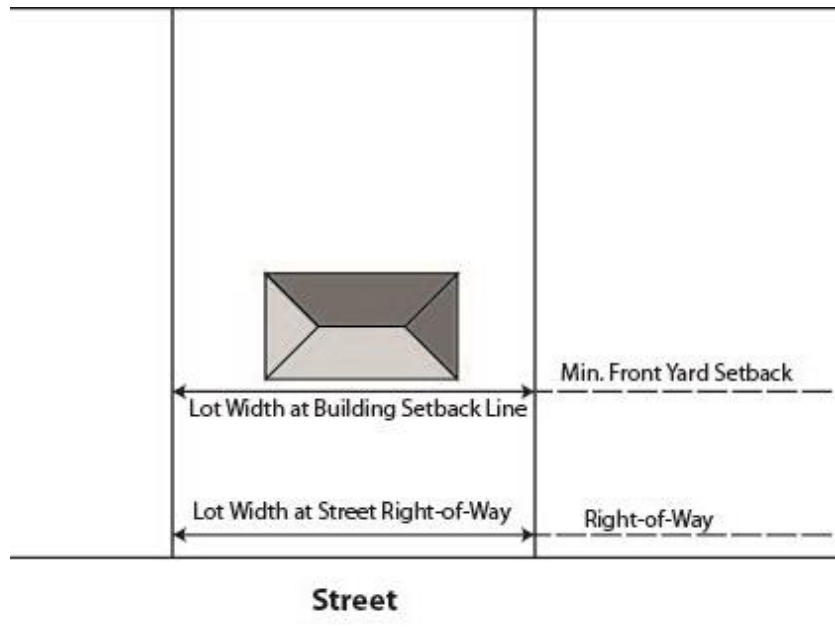 Min. Front Yard Setback
Lot Width at Building Setback Line
Lot Width at Street Right-of-Way
Right-of-Way
Street